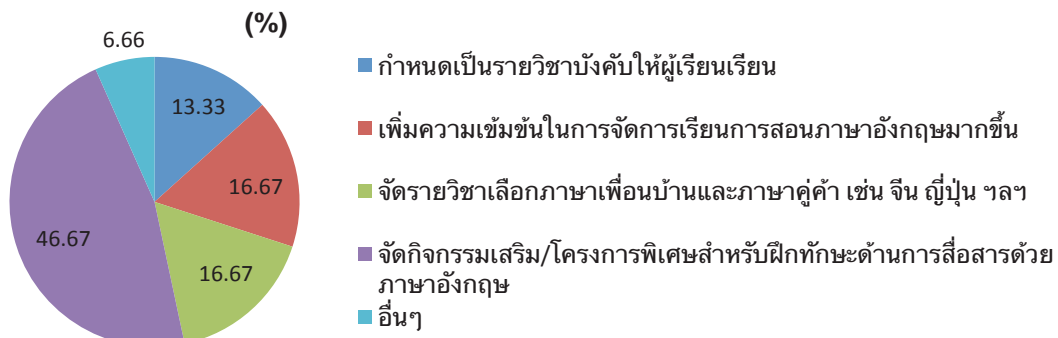 (%)
6.66
13.33
16.67
16.67
46.67
กำหนดเป็นรายวิชาบังคับให้ผู้เรียนเรียน
เพิ่มความเข้มข้นในการจัดการเรียนการสอนภาษาอังกฤษมากขึ้น
จัดรายวิชาเลือกภาษาเพื่อนบ้านและภาษาคู่ค้า เช่น จีน ญี่ปุ่น ฯลฯ
จัดกิจกรรมเสริม/โครงการพิเศษสำหรับฝึกทักษะด้านการสื่อสารด้วย
ภาษาอังกฤษ
อื่นๆ